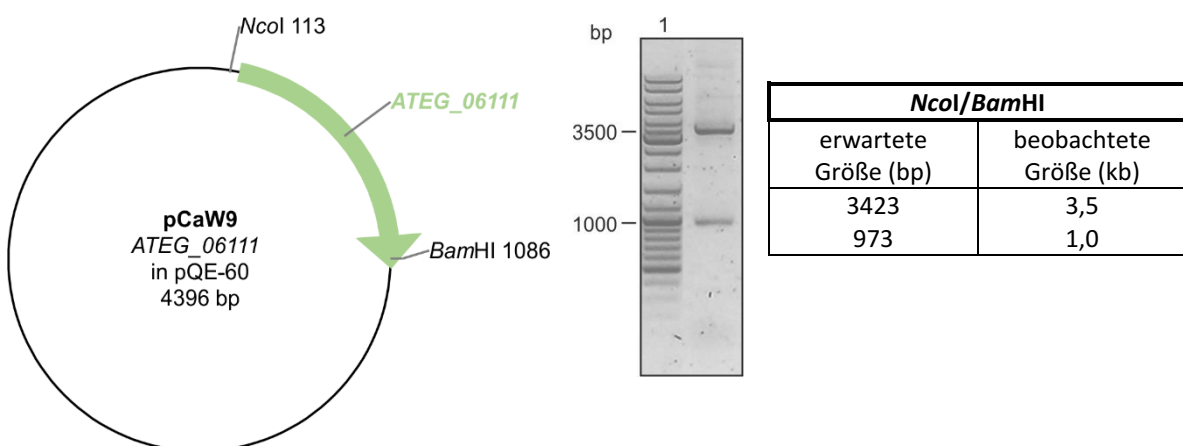 NcoI 113
ATEG_06111
pCaW9
ATEG_06111
in pQE-60
4396 bp
BamHI 1086
bp
1
3500
1000
NcoI/BamHI
erwartete
Größe (bp)
beobachtete
Größe (kb)
3423
3,5
973
1,0